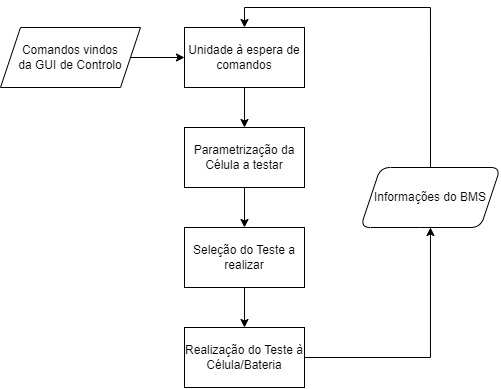 Comandos vindos
da GUI de Controlo
Unidade à espera de
comandos
Parametrização da
Célula a testar
Informações do BMS
Seleção do Teste a
realizar
Realização do Teste à
Célula/Bateria